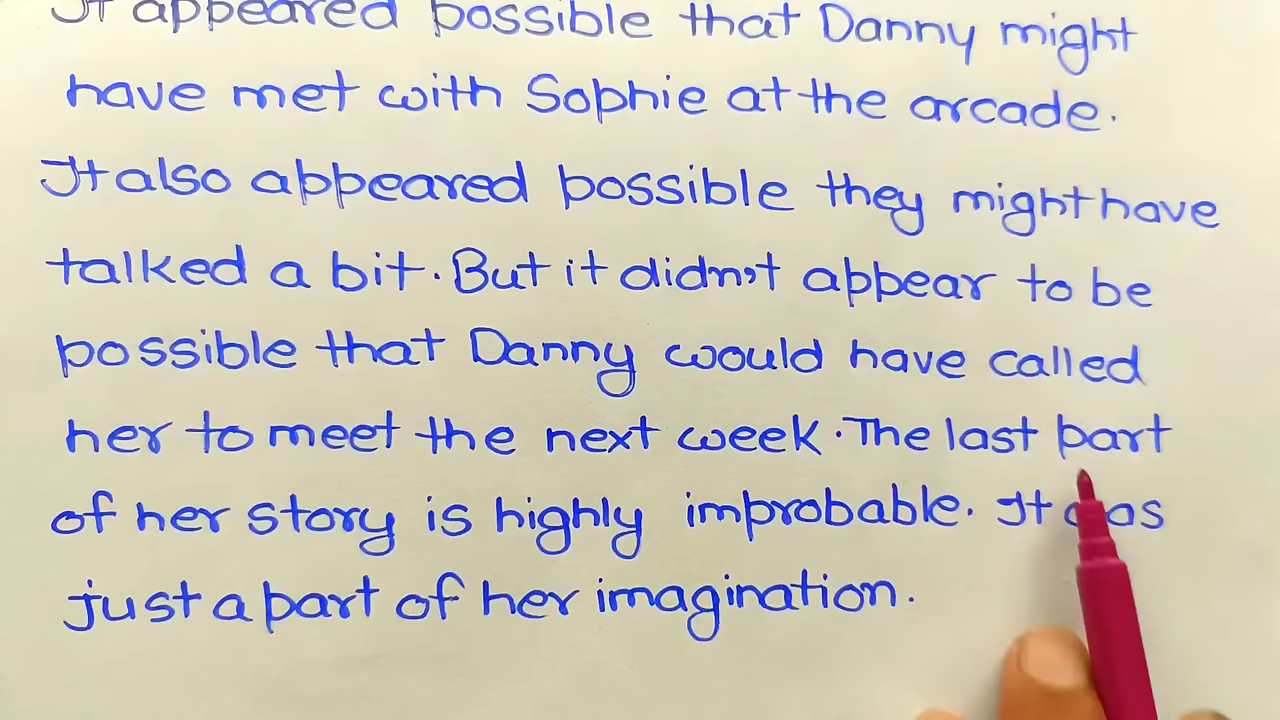 It appeared possible that Danny might
have met with Sophie at the arcade.
It also appeared possible they might have
talked a bit. But it didn't appear to be
possible that Danny would have called
her to meet the next week. The last part
of her story is highly improbable. It was
just a part of her imagination.